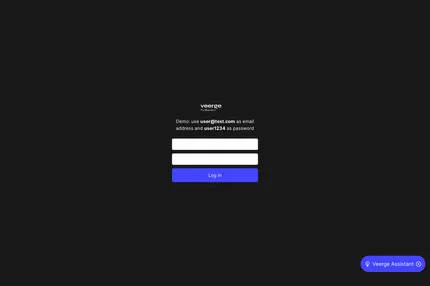 veerge
Demo: use user@test.com as email
address and user1234 as password
Log in
Veerge Assistant